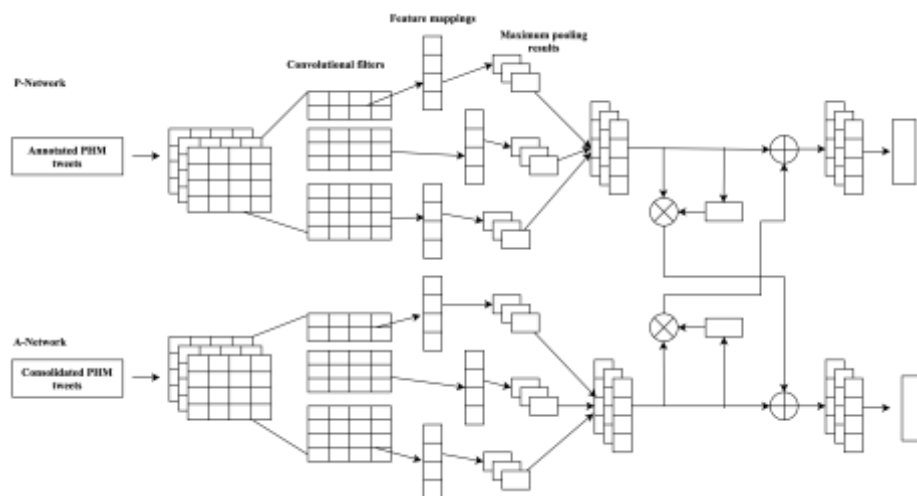 Feature mappings
Maximum pooling
results
Convolutional filters
P-Network
Annotated PHM
tweets
A-Network
Consolidated PHM
tweets